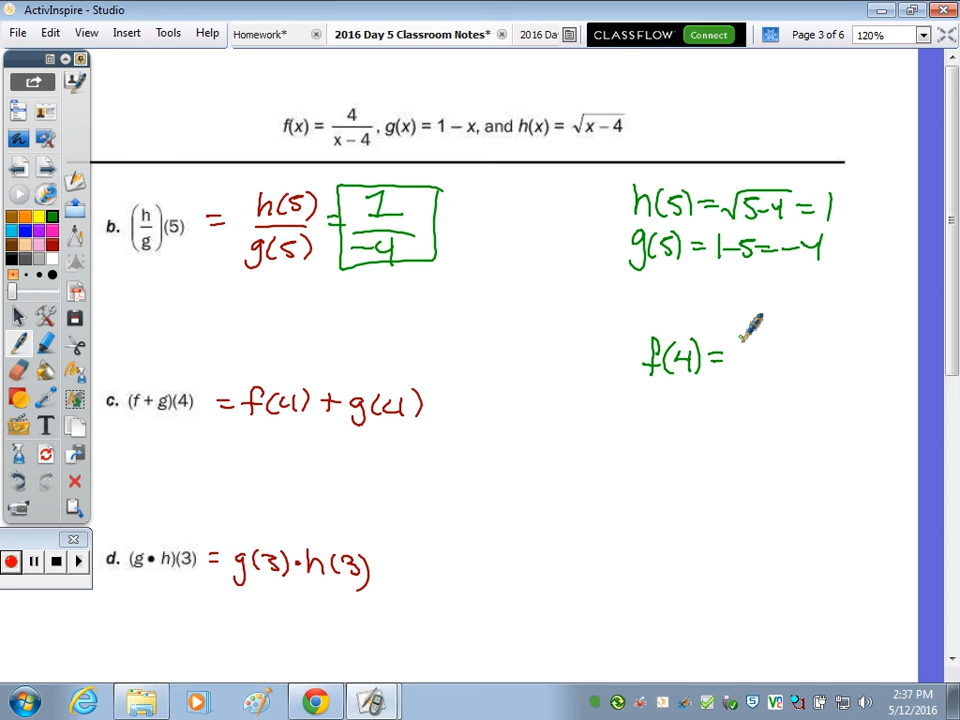 ActivInspire - Studio
File Edit View Insert Tools Help Homework* 2016 Day 5 Classroom Notes* 2016 Da CLASSFLOW Connect Page 3 of 6 120%
f(x) = 4/(x – 4), g(x) = 1 – x, and h(x) = √(x – 4)
b. (h/g)(5) = h(5)/g(5) = 1/-4
h(5) = √(5-4) = 1
g(5) = 1-5 = -4
f(4) =
c. (f + g)(4) = f(4) + g(4)
d. (g • h)(3) = g(3) · h(3)
2:37 PM
5/12/2016